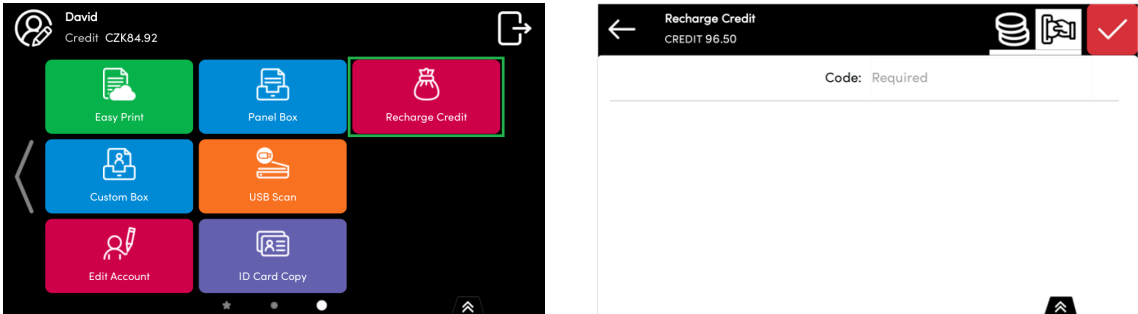 David
Credit CZK84.92
Easy Print
Panel Box
Recharge Credit
Custom Box
USB Scan
Edit Account
ID Card Copy
Recharge Credit
CREDIT 96.50
Code: Required